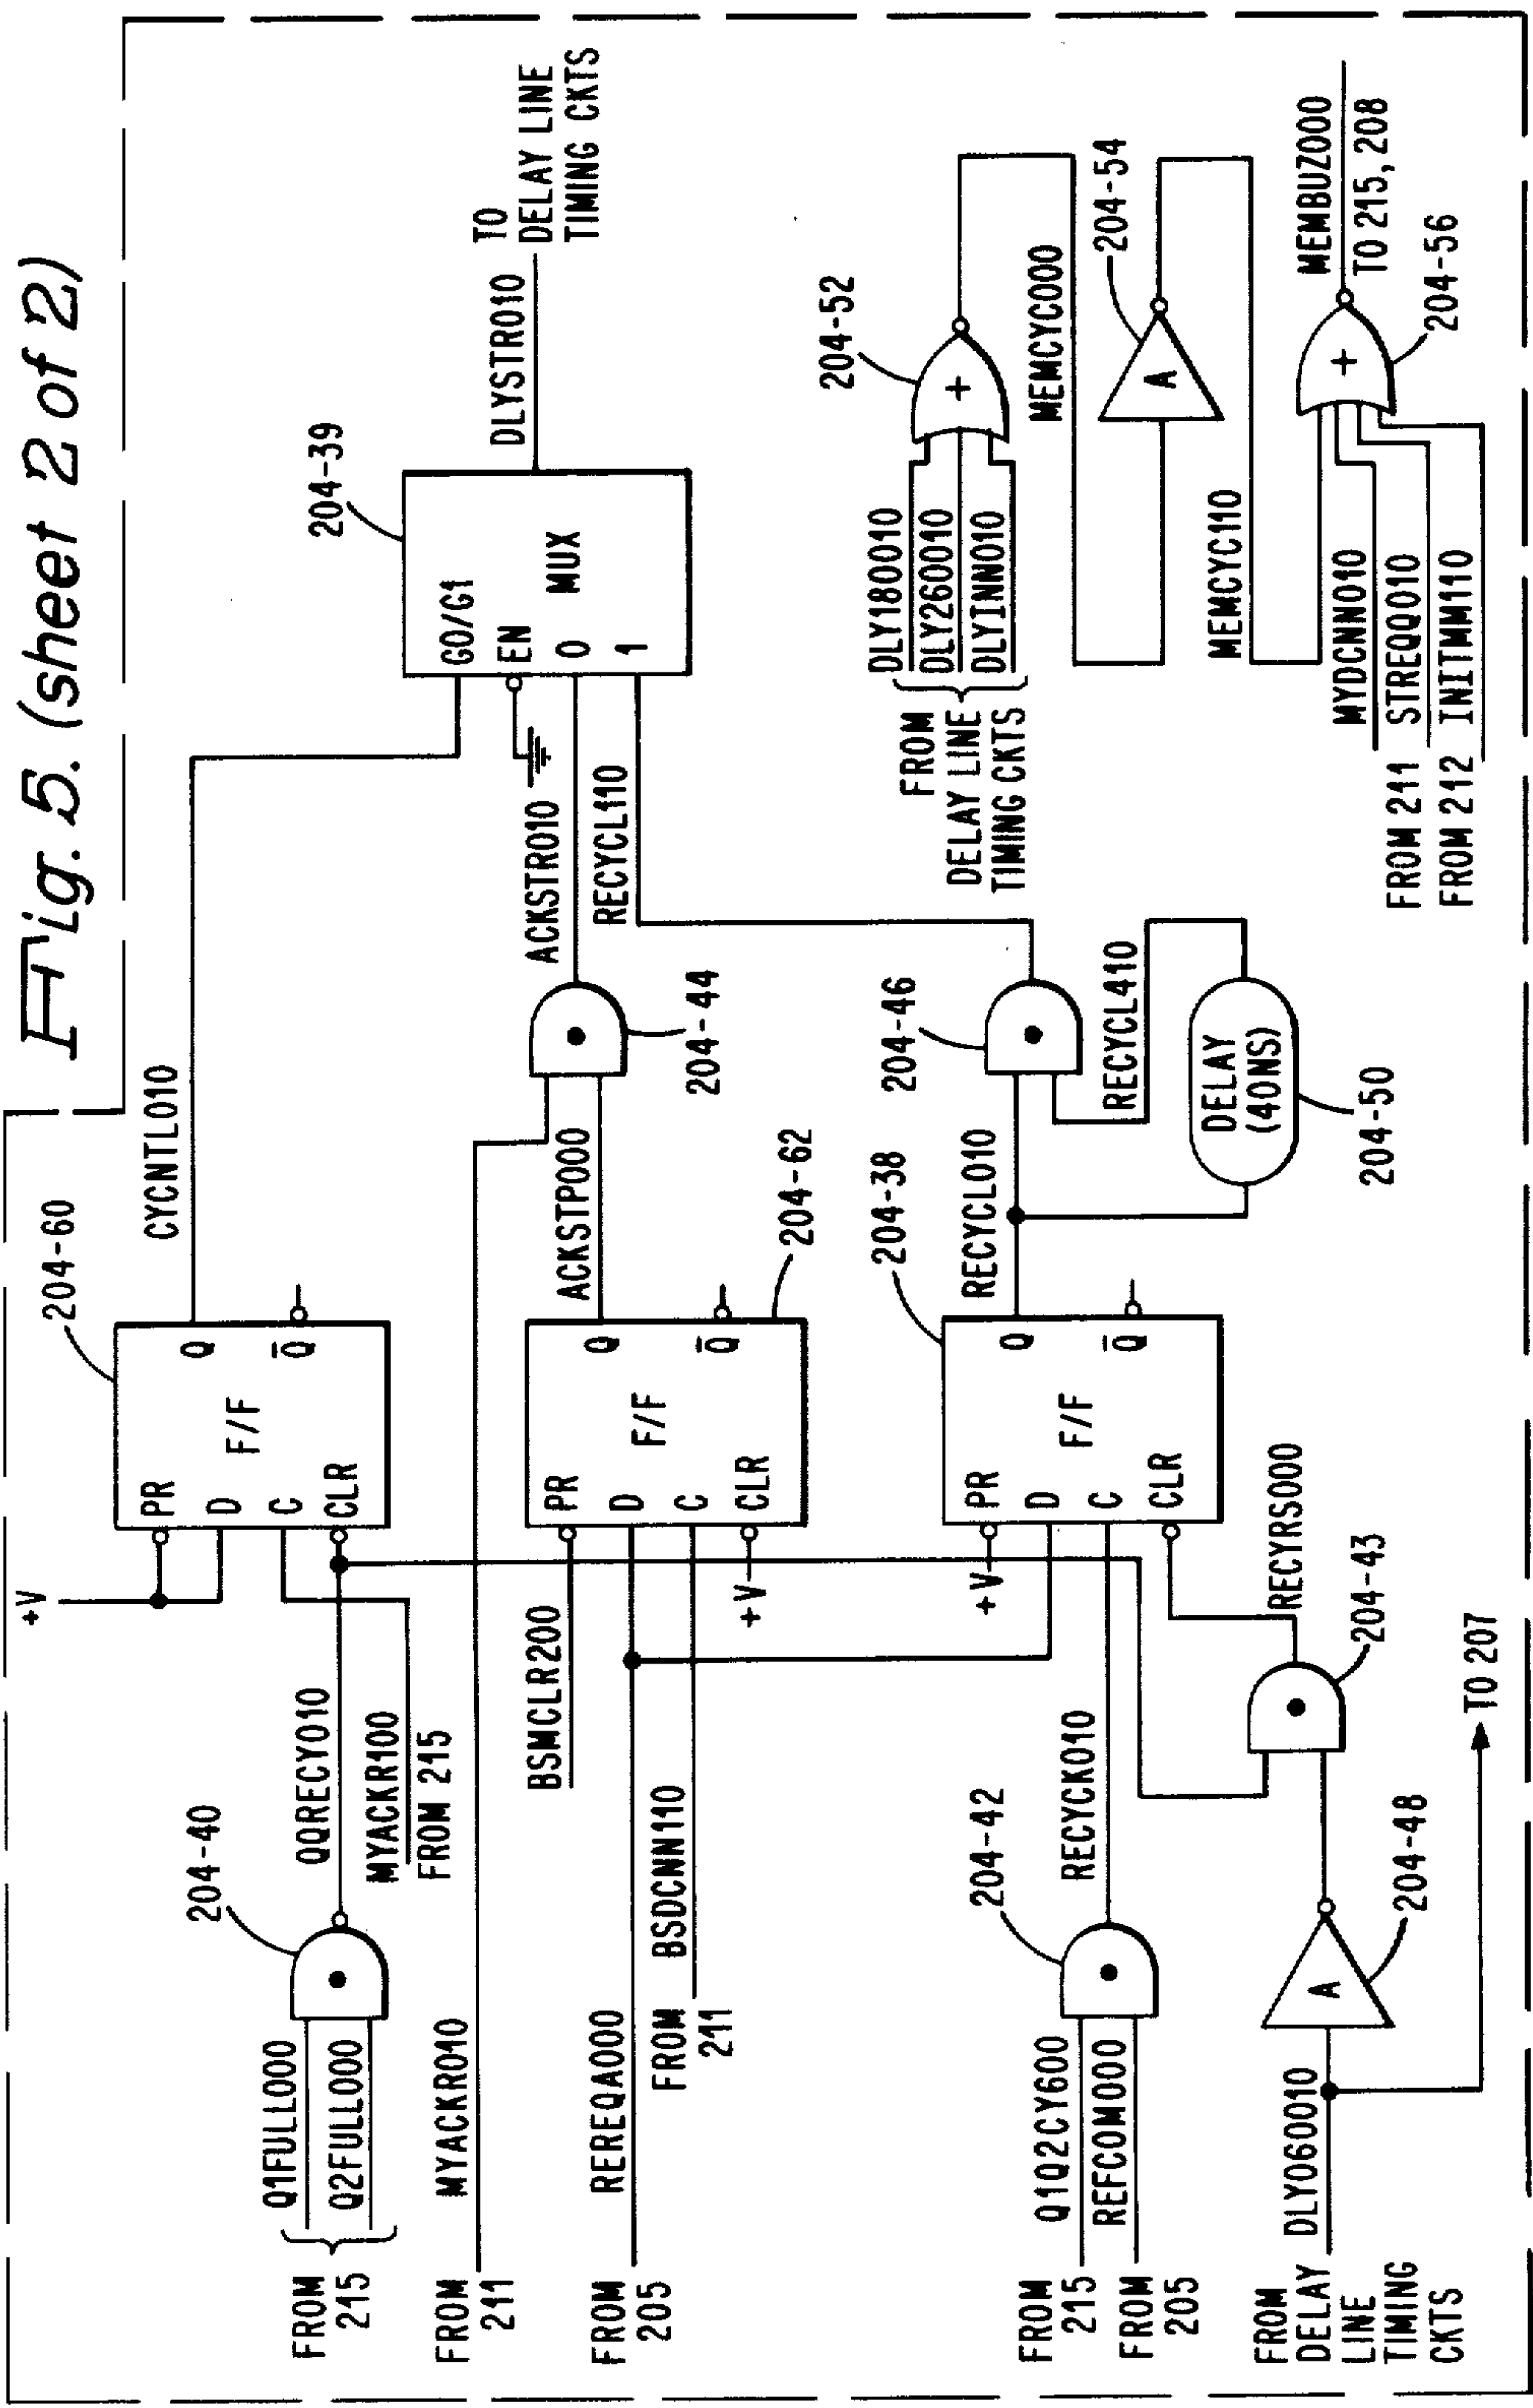 Fig. 5. (sheet 2 of 2)
+V
204-60
CYCNTL010
PR
D
C
CLR
F/F
Q
Q̅
204-40
QQRECY010
MYACKR100
FROM 215
Q1FULL000
Q2FULL000
FROM
215
204-39
GO/G1
EN
0
1
MUX
DLYSTR010
TO
DELAY LINE
TIMING CKTS
FROM
211
MYACKR010
BSMCLR200
PR
D
C
CLR
F/F
Q
Q̅
+V
ACKSTP000
204-62
204-44
ACKSTR010
RECYCL110
FROM
205
REREQA000
FROM
211
BSDCNN110
204-38
RECYCL010
PR
D
C
CLR
F/F
Q
Q̅
+V
204-46
RECYCL410
DELAY
(40NS)
204-50
204-42
RECYCK010
Q1Q2CY600
REFCOM000
FROM
215
FROM
205
RECYRS000
204-43
TO 207
A
204-48
DLY060010
FROM
DELAY
LINE
TIMING
CKTS
204-52
+
DLY180010
DLY260010
DLYINN010
FROM
DELAY LINE
TIMING CKTS
MEMCYC000
204-54
A
MEMCYC110
MYDCNN010
FROM 211 STREQQ010
FROM 212 INITMM110
+
MEMBUZ000
TO 215, 208
204-56